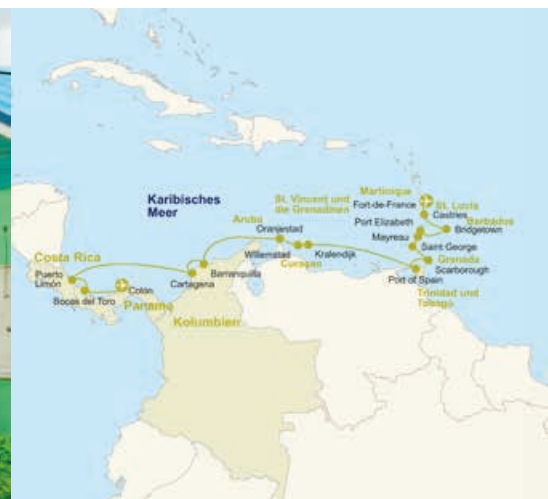 Karibisches
Meer
Martinique
Fort-de-France
St. Lucia
Castries
St. Vincent und
die Grenadinen
Port Elizabeth
Barbados
Bridgetown
Aruba
Oranjestad
Mayreau
Saint George
Willemstad
Kralendijk
Curaçao
Grenada
Scarborough
Port of Spain
Trinidad und
Tobago
Costa Rica
Puerto
Limón
Cartagena
Barranquilla
Bocas del Toro
Colón
Panama
Kolumbien